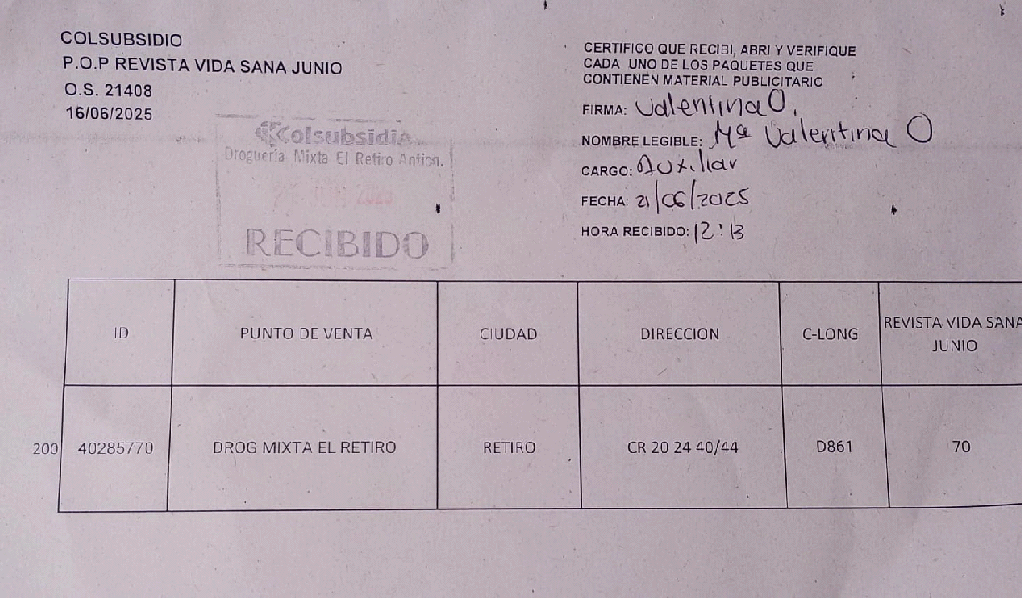 COLSUBSIDIO
P.O.P REVISTA VIDA SANA JUNIO
O.S. 21408
16/06/2025
Colsubsidio
Droguería Mixta El Retiro Antioq.
JUN 2025
RECIBIDO
CERTIFICO QUE RECIBI, ABRI Y VERIFIQUE
CADA UNO DE LOS PAQUETES QUE
CONTIENEN MATERIAL PUBLICITARIO
FIRMA: Valentina O.
NOMBRE LEGIBLE: Mª Valentina O
CARGO: Auxiliar
FECHA 21/06/2025
HORA RECIBIDO: 12:13
ID PUNTO DE VENTA CIUDAD DIRECCION C-LONG REVISTA VIDA SANA JUNIO
200 40285770 DROG MIXTA EL RETIRO RETIRO CR 20 24 40/44 D861 70